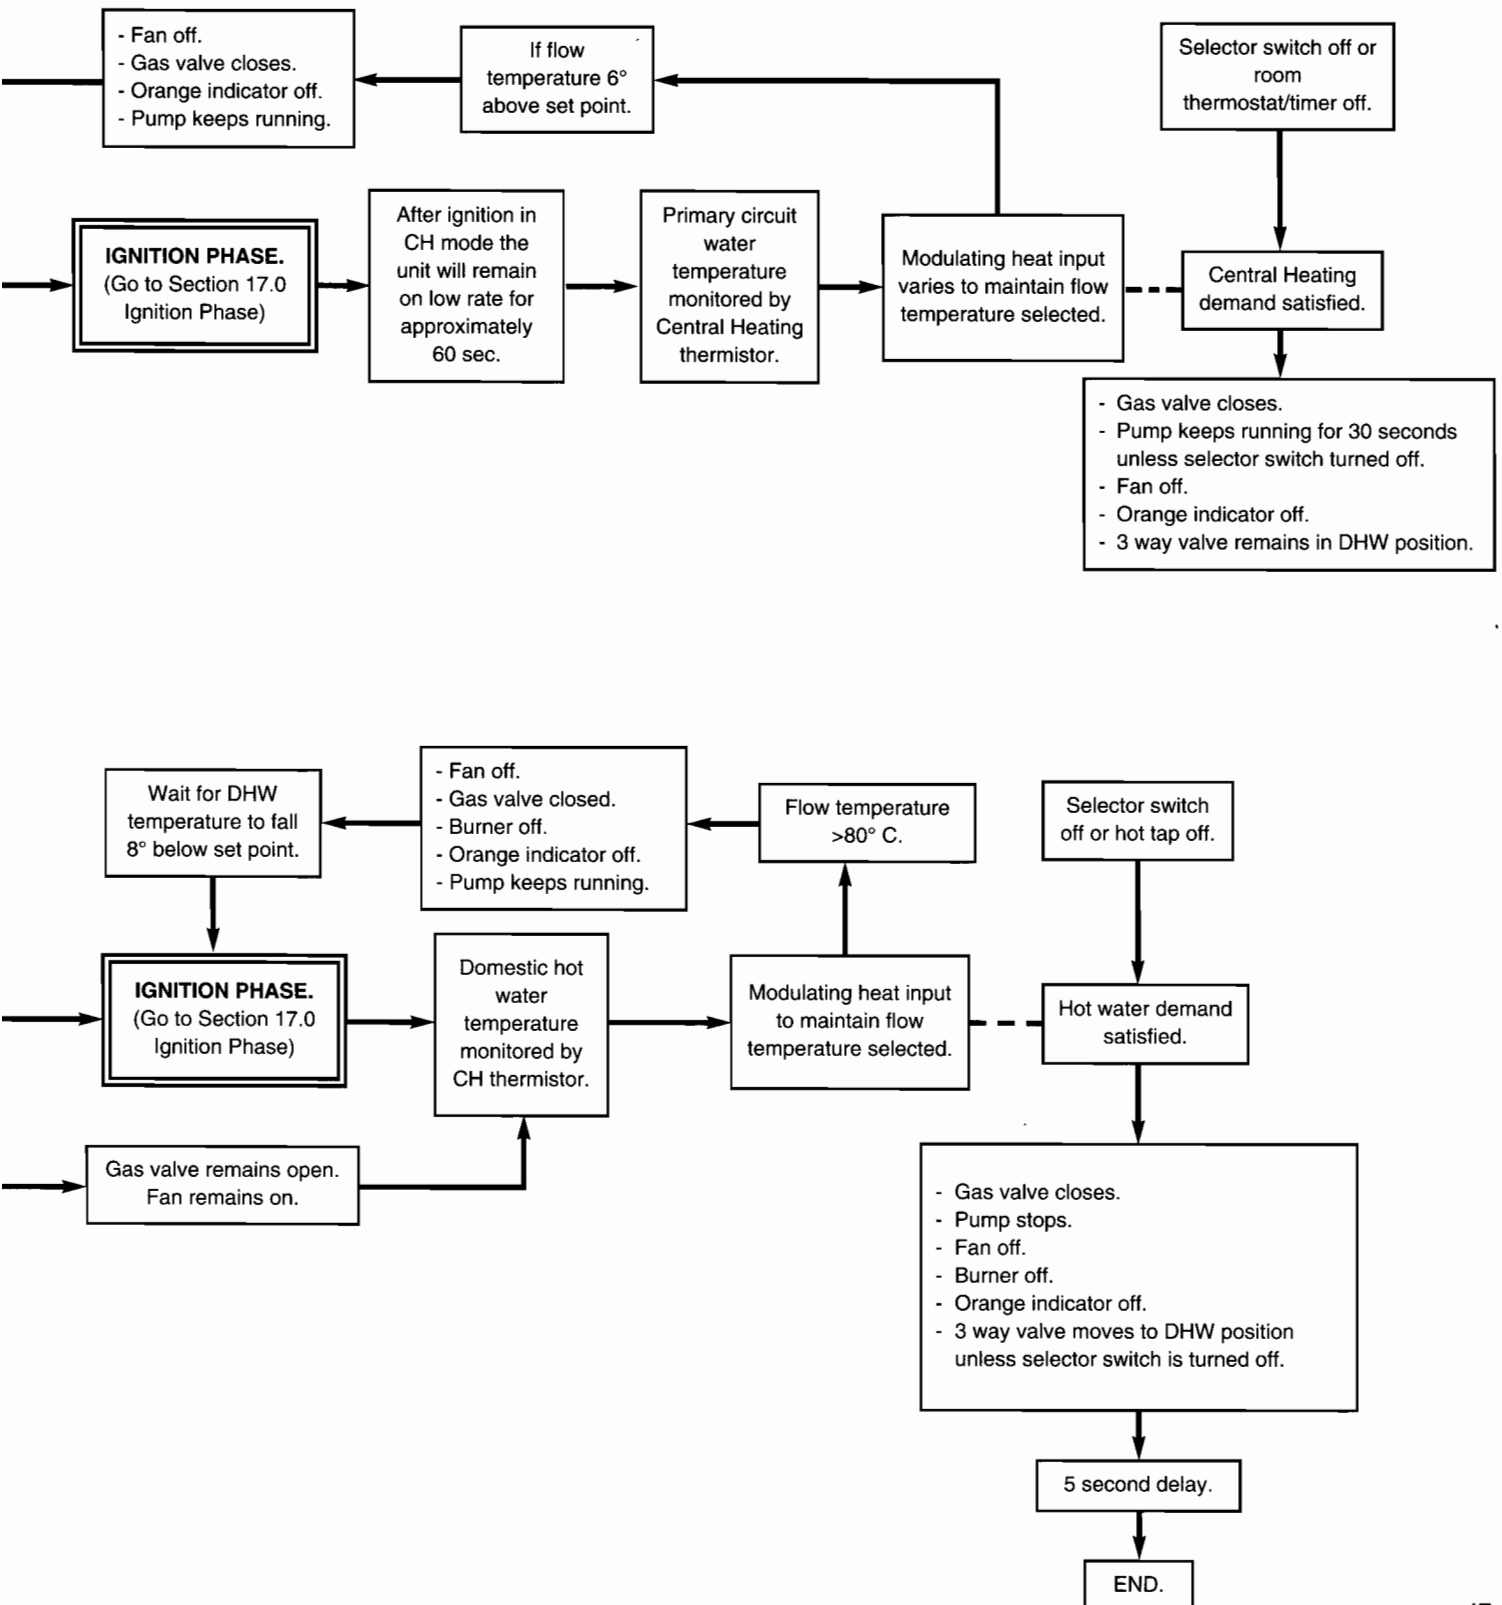 - Fan off.
- Gas valve closes.
- Orange indicator off.
- Pump keeps running.
If flow
temperature 6°
above set point.
Selector switch off or
room
thermostat/timer off.
IGNITION PHASE.
(Go to Section 17.0
Ignition Phase)
After ignition in
CH mode the
unit will remain
on low rate for
approximately
60 sec.
Primary circuit
water
temperature
monitored by
Central Heating
thermistor.
Modulating heat input
varies to maintain flow
temperature selected.
Central Heating
demand satisfied.
- Gas valve closes.
- Pump keeps running for 30 seconds
unless selector switch turned off.
- Fan off.
- Orange indicator off.
- 3 way valve remains in DHW position.
Wait for DHW
temperature to fall
8° below set point.
- Fan off.
- Gas valve closed.
- Burner off.
- Orange indicator off.
- Pump keeps running.
Flow temperature
>80° C.
Selector switch
off or hot tap off.
IGNITION PHASE.
(Go to Section 17.0
Ignition Phase)
Domestic hot
water
temperature
monitored by
CH thermistor.
Modulating heat input
to maintain flow
temperature selected.
Hot water demand
satisfied.
Gas valve remains open.
Fan remains on.
- Gas valve closes.
- Pump stops.
- Fan off.
- Burner off.
- Orange indicator off.
- 3 way valve moves to DHW position
unless selector switch is turned off.
5 second delay.
END.